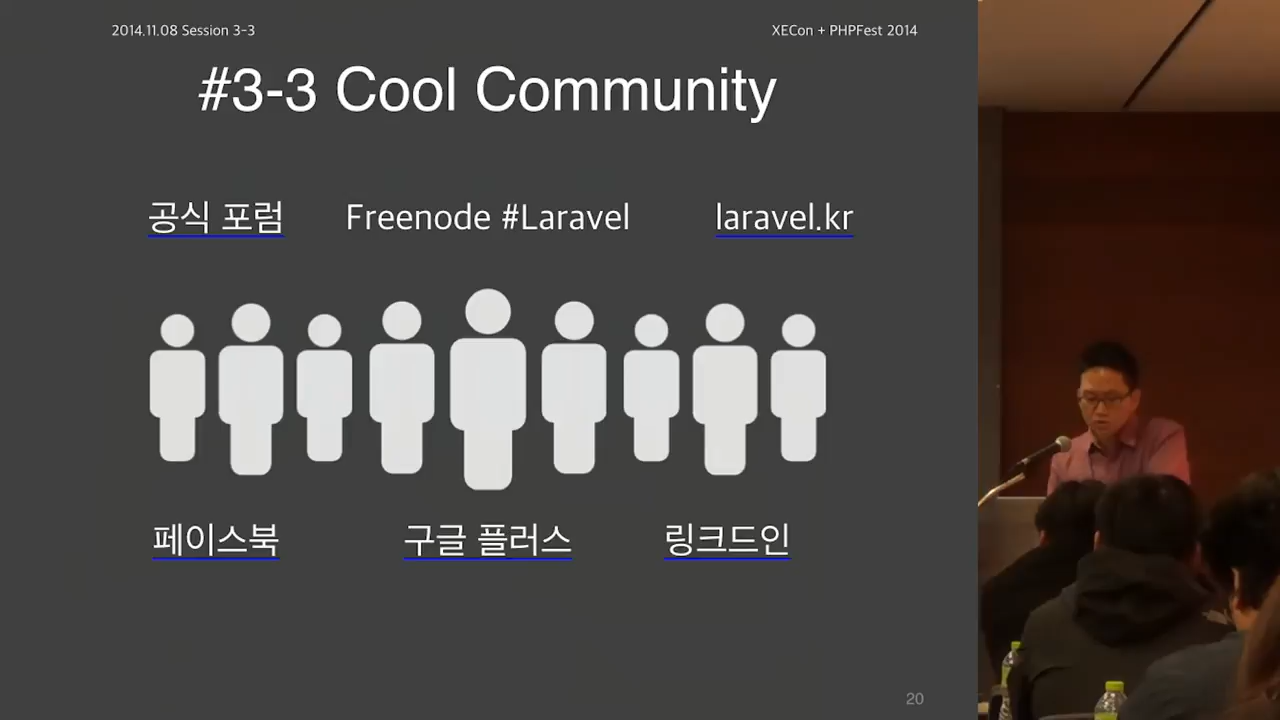 2014.11.08 Session 3-3
XECon + PHPFest 2014
#3-3 Cool Community
공식 포럼
Freenode #Laravel
laravel.kr
페이스북
구글 플러스
링크드인
20